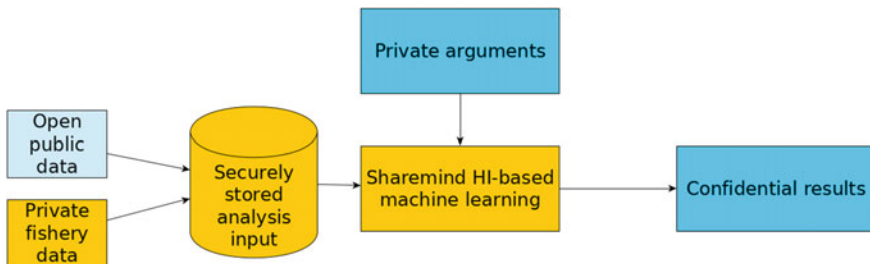 Private arguments
Open
public
data
Private
fishery
data
Securely
stored
analysis
input
Sharemind HI-based
machine learning
Confidential results